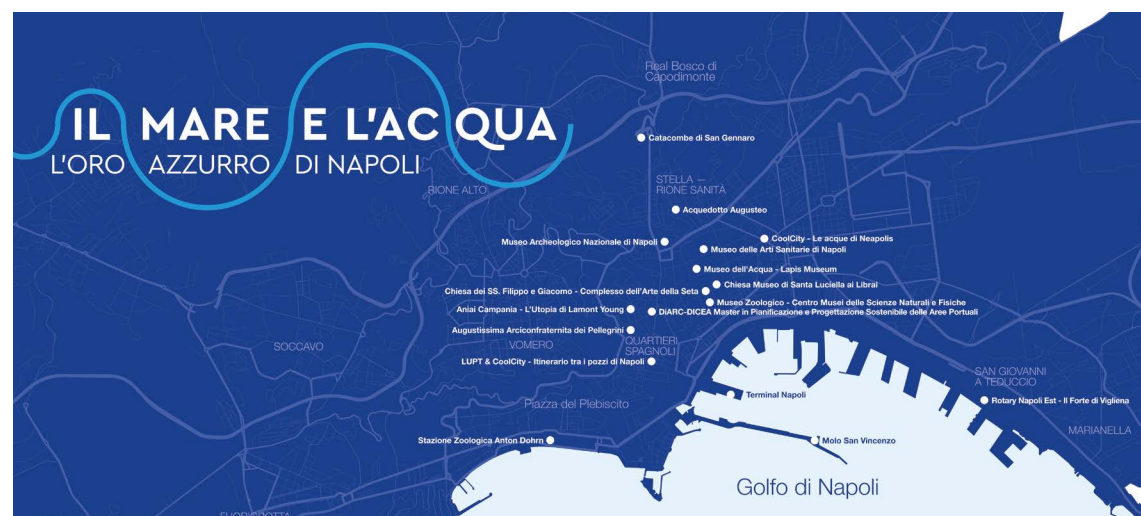 IL MARE E L'ACQUA
L'ORO AZZURRO DI NAPOLI
Real Bosco di
Capodimonte
Catacombe di San Gennaro
STELLA –
RIONE SANITÀ
RIONE ALTO
Acquedotto Augusteo
Museo Archeologico Nazionale di Napoli
CoolCity - Le acque di Neapolis
Museo delle Arti Sanitarie di Napoli
Museo dell'Acqua - Lapis Museum
Chiesa Museo di Santa Luciella ai Librai
Chiesa dei SS. Filippo e Giacomo - Complesso dell'Arte della Seta
Museo Zoologico - Centro Musei delle Scienze Naturali e Fisiche
Aniai Campania - L'Utopia di Lamont Young
DiARC-DICEA Master in Pianificazione e Progettazione Sostenibile delle Aree Portuali
Augustissima Arciconfraternita dei Pellegrini
SOCCAVO
VOMERO
QUARTIERI
SPAGNOLI
LUPT & CoolCity - Itinerario tra i pozzi di Napoli
SAN GIOVANNI
A TEDUCCIO
Terminal Napoli
Rotary Napoli Est - Il Forte di Vigliena
Piazza del Plebiscito
MARIANELLA
Stazione Zoologica Anton Dohrn
Molo San Vincenzo
Golfo di Napoli
FUORIGROTTA